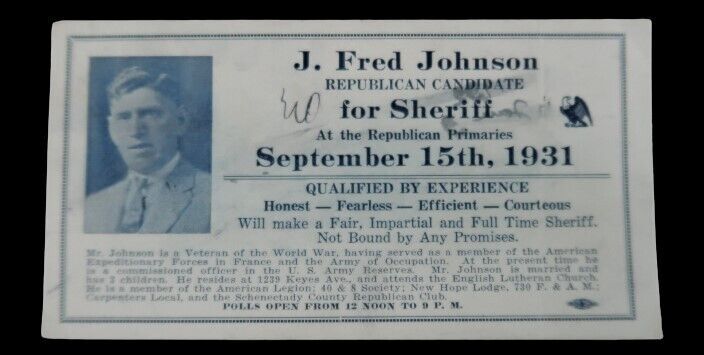 J. Fred Johnson
REPUBLICAN CANDIDATE
for Sheriff
At the Republican Primaries
September 15th, 1931
QUALIFIED BY EXPERIENCE
Honest — Fearless — Efficient — Courteous
Will make a Fair, Impartial and Full Time Sheriff.
Not Bound by Any Promises.
Mr. Johnson is a Veteran of the World War, having served as a member of the American
Expeditionary Forces in France and the Army of Occupation. At the present time he
is a commissioned officer in the U. S. Army Reserves. Mr. Johnson is married and
has 3 children. He resides at 1239 Keyes Ave., and attends the English Lutheran Church.
He is a member of the American Legion; 40 & 8 Society; New Hope Lodge, 730 F. & A. M.;
Carpenters Local, and the Schenectady County Republican Club.
POLLS OPEN FROM 12 NOON TO 9 P. M.